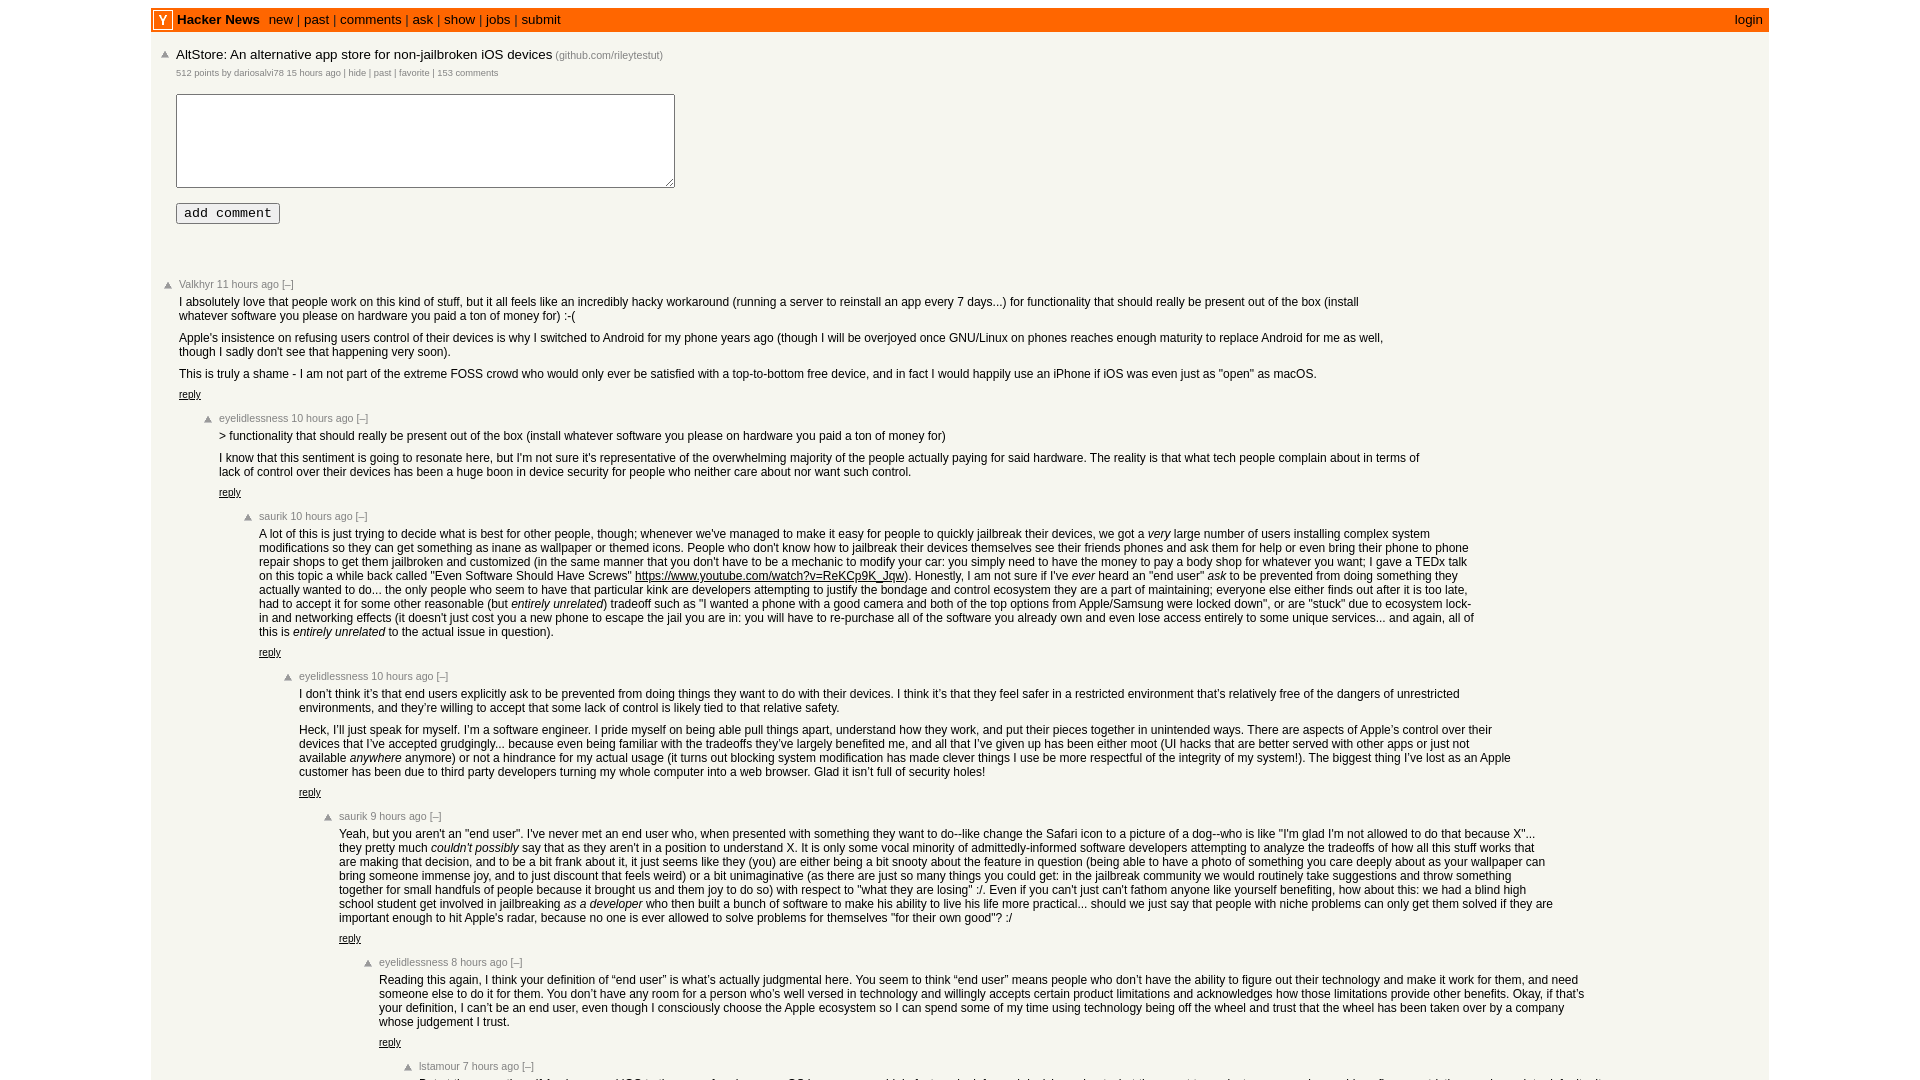 Y Hacker News new | past | comments | ask | show | jobs | submit login
AltStore: An alternative app store for non-jailbroken iOS devices (github.com/rileytestut)
512 points by dariosalvi78 15 hours ago | hide | past | favorite | 153 comments
add comment
Valkhyr 11 hours ago [–]
I absolutely love that people work on this kind of stuff, but it all feels like an incredibly hacky workaround (running a server to reinstall an app every 7 days...) for functionality that should really be present out of the box (install
whatever software you please on hardware you paid a ton of money for) :-(
Apple's insistence on refusing users control of their devices is why I switched to Android for my phone years ago (though I will be overjoyed once GNU/Linux on phones reaches enough maturity to replace Android for me as well,
though I sadly don't see that happening very soon).
This is truly a shame - I am not part of the extreme FOSS crowd who would only ever be satisfied with a top-to-bottom free device, and in fact I would happily use an iPhone if iOS was even just as "open" as macOS.
reply
eyelidlessness 10 hours ago [–]
> functionality that should really be present out of the box (install whatever software you please on hardware you paid a ton of money for)
I know that this sentiment is going to resonate here, but I'm not sure it's representative of the overwhelming majority of the people actually paying for said hardware. The reality is that what tech people complain about in terms of
lack of control over their devices has been a huge boon in device security for people who neither care about nor want such control.
reply
saurik 10 hours ago [–]
A lot of this is just trying to decide what is best for other people, though; whenever we've managed to make it easy for people to quickly jailbreak their devices, we got a very large number of users installing complex system
modifications so they can get something as inane as wallpaper or themed icons. People who don't know how to jailbreak their devices themselves see their friends phones and ask them for help or even bring their phone to phone
repair shops to get them jailbroken and customized (in the same manner that you don't have to be a mechanic to modify your car: you simply need to have the money to pay a body shop for whatever you want; I gave a TEDx talk
on this topic a while back called "Even Software Should Have Screws" https://www.youtube.com/watch?v=ReKCp9K_Jqw). Honestly, I am not sure if I've ever heard an "end user" ask to be prevented from doing something they
actually wanted to do... the only people who seem to have that particular kink are developers attempting to justify the bondage and control ecosystem they are a part of maintaining; everyone else either finds out after it is too late,
had to accept it for some other reasonable (but entirely unrelated) tradeoff such as "I wanted a phone with a good camera and both of the top options from Apple/Samsung were locked down", or are "stuck" due to ecosystem lock-
in and networking effects (it doesn't just cost you a new phone to escape the jail you are in: you will have to re-purchase all of the software you already own and even lose access entirely to some unique services... and again, all of
this is entirely unrelated to the actual issue in question).
reply
eyelidlessness 10 hours ago [–]
I don’t think it’s that end users explicitly ask to be prevented from doing things they want to do with their devices. I think it’s that they feel safer in a restricted environment that’s relatively free of the dangers of unrestricted
environments, and they’re willing to accept that some lack of control is likely tied to that relative safety.
Heck, I’ll just speak for myself. I’m a software engineer. I pride myself on being able pull things apart, understand how they work, and put their pieces together in unintended ways. There are aspects of Apple’s control over their
devices that I’ve accepted grudgingly... because even being familiar with the tradeoffs they’ve largely benefited me, and all that I’ve given up has been either moot (UI hacks that are better served with other apps or just not
available anywhere anymore) or not a hindrance for my actual usage (it turns out blocking system modification has made clever things I use be more respectful of the integrity of my system!). The biggest thing I’ve lost as an Apple
customer has been due to third party developers turning my whole computer into a web browser. Glad it isn’t full of security holes!
reply
saurik 9 hours ago [–]
Yeah, but you aren't an "end user". I've never met an end user who, when presented with something they want to do--like change the Safari icon to a picture of a dog--who is like "I'm glad I'm not allowed to do that because X"...
they pretty much couldn't possibly say that as they aren't in a position to understand X. It is only some vocal minority of admittedly-informed software developers attempting to analyze the tradeoffs of how all this stuff works that
are making that decision, and to be a bit frank about it, it just seems like they (you) are either being a bit snooty about the feature in question (being able to have a photo of something you care deeply about as your wallpaper can
bring someone immense joy, and to just discount that feels weird) or a bit unimaginative (as there are just so many things you could get: in the jailbreak community we would routinely take suggestions and throw something
together for small handfuls of people because it brought us and them joy to do so) with respect to "what they are losing" :/. Even if you can't just can't fathom anyone like yourself benefiting, how about this: we had a blind high
school student get involved in jailbreaking as a developer who then built a bunch of software to make his ability to live his life more practical... should we just say that people with niche problems can only get them solved if they are
important enough to hit Apple's radar, because no one is ever allowed to solve problems for themselves "for their own good"? :/
reply
eyelidlessness 8 hours ago [–]
Reading this again, I think your definition of “end user” is what’s actually judgmental here. You seem to think “end user” means people who don’t have the ability to figure out their technology and make it work for them, and need
someone else to do it for them. You don’t have any room for a person who’s well versed in technology and willingly accepts certain product limitations and acknowledges how those limitations provide other benefits. Okay, if that’s
your definition, I can’t be an end user, even though I consciously choose the Apple ecosystem so I can spend some of my time using technology being off the wheel and trust that the wheel has been taken over by a company
whose judgement I trust.
reply
lstamour 7 hours ago [–]